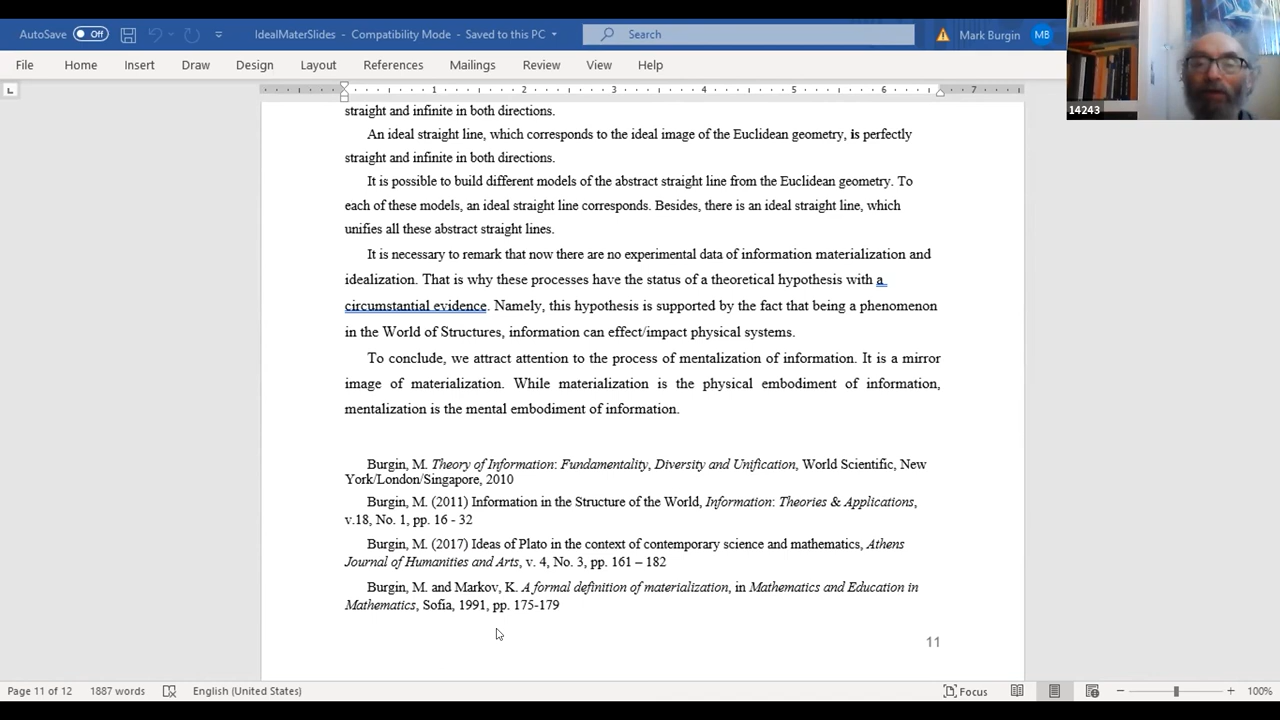 AutoSave Off IdealMaterSlides - Compatibility Mode - Saved to this PC Search Mark Burgin MB
File Home Insert Draw Design Layout References Mailings Review View Help
14243
1 2 3 4 5 6 7
straight and infinite in both directions.
An ideal straight line, which corresponds to the ideal image of the Euclidean geometry, is perfectly
straight and infinite in both directions.
It is possible to build different models of the abstract straight line from the Euclidean geometry. To
each of these models, an ideal straight line corresponds. Besides, there is an ideal straight line, which
unifies all these abstract straight lines.
It is necessary to remark that now there are no experimental data of information materialization and
idealization. That is why these processes have the status of a theoretical hypothesis with a
circumstantial evidence. Namely, this hypothesis is supported by the fact that being a phenomenon
in the World of Structures, information can effect/impact physical systems.
To conclude, we attract attention to the process of mentalization of information. It is a mirror
image of materialization. While materialization is the physical embodiment of information,
mentalization is the mental embodiment of information.
Burgin, M. Theory of Information: Fundamentality, Diversity and Unification, World Scientific, New
York/London/Singapore, 2010
Burgin, M. (2011) Information in the Structure of the World, Information: Theories & Applications,
v.18, No. 1, pp. 16 - 32
Burgin, M. (2017) Ideas of Plato in the context of contemporary science and mathematics, Athens
Journal of Humanities and Arts, v. 4, No. 3, pp. 161 – 182
Burgin, M. and Markov, K. A formal definition of materialization, in Mathematics and Education in
Mathematics, Sofia, 1991, pp. 175-179
11
Page 11 of 12 1887 words English (United States) Focus 100%